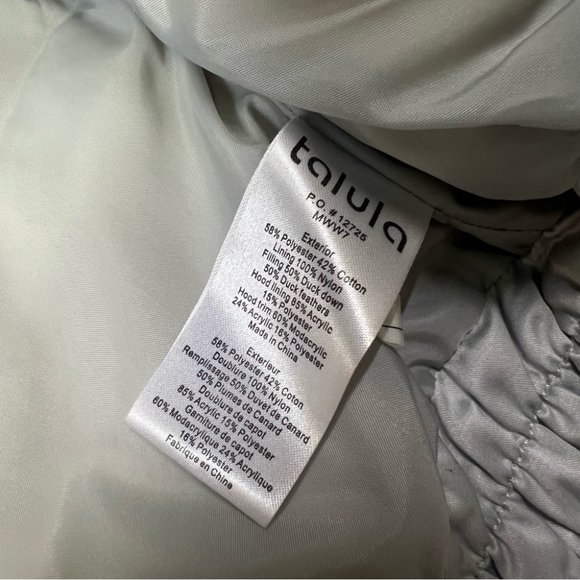 talula
P.O. #12725
MWW7
Exterior
58% Polyester 42% Cotton
Lining 100% Nylon
Filling 50% Duck down
50% Duck feathers
Hood lining 85% Acrylic
15% Polyester
Hood trim 60% Modacrylic
24% Acrylic 16% Polyester
Made in China
Exterieur
58% Polyester 42% Coton
Doublure 100% Nylon
Remplissage 50% Duvet de Canard
50% Plumes de Canard
Doublure de capot
85% Acrylic 15% Polyester
Garniture de capot
60% Modacrylique 24% Acrylique
16% Polyester
Fabrique en China